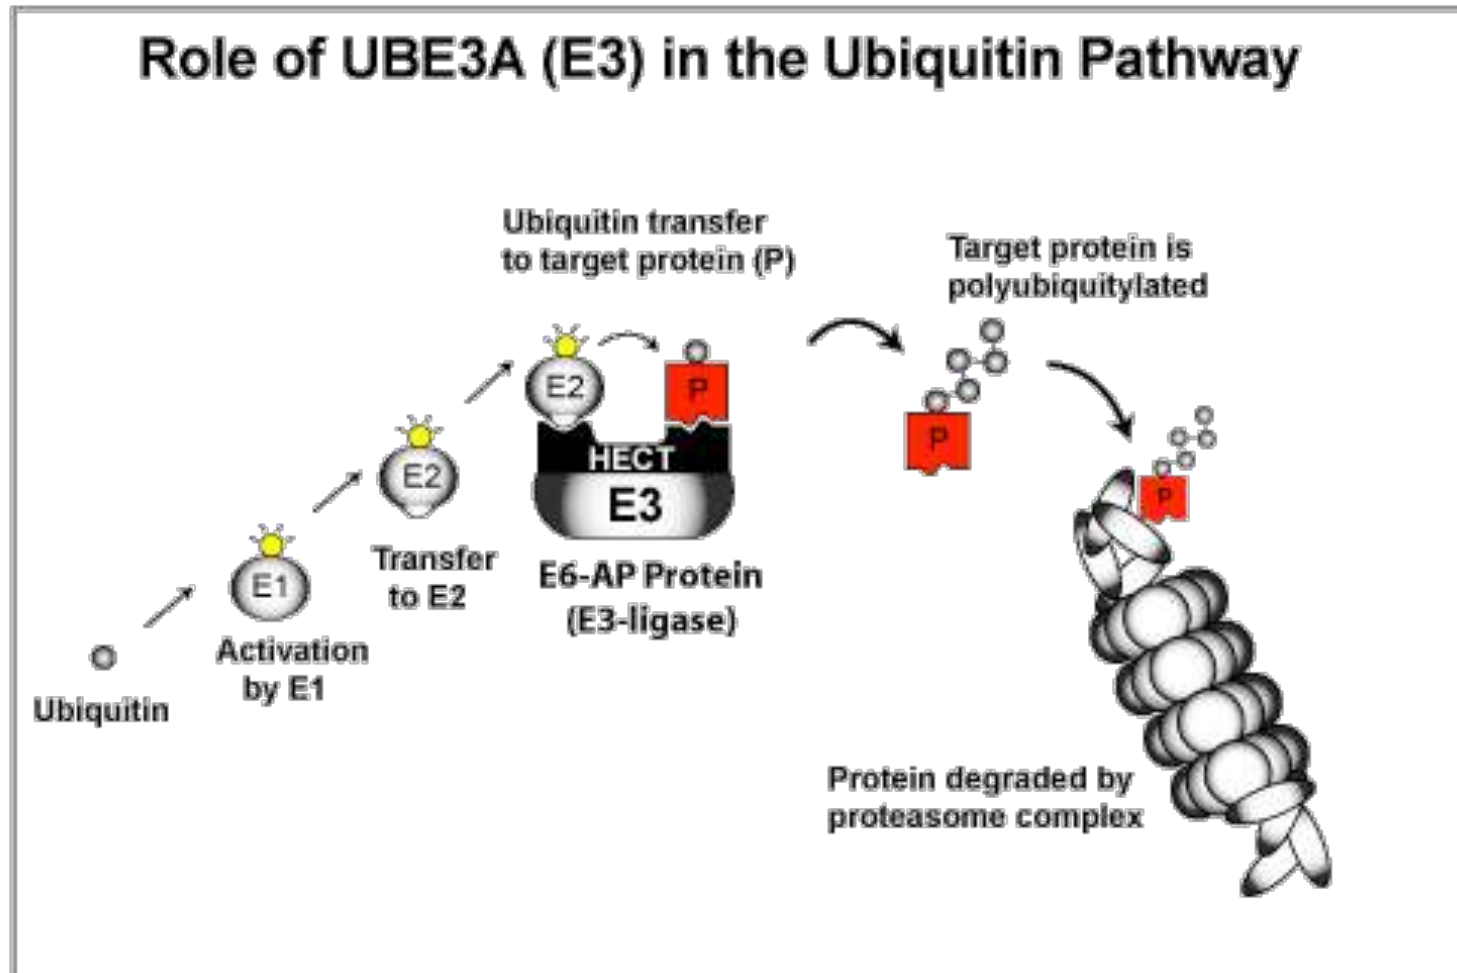 Role of UBE3A (E3) in the Ubiquitin Pathway
Ubiquitin transfer
to target protein (P)
Target protein is
polyubiquitylated
E2
P
HECT
E3
E6-AP Protein
(E3-ligase)
E2
Transfer
to E2
E1
Activation
by E1
Ubiquitin
P
P
Protein degraded by
proteasome complex